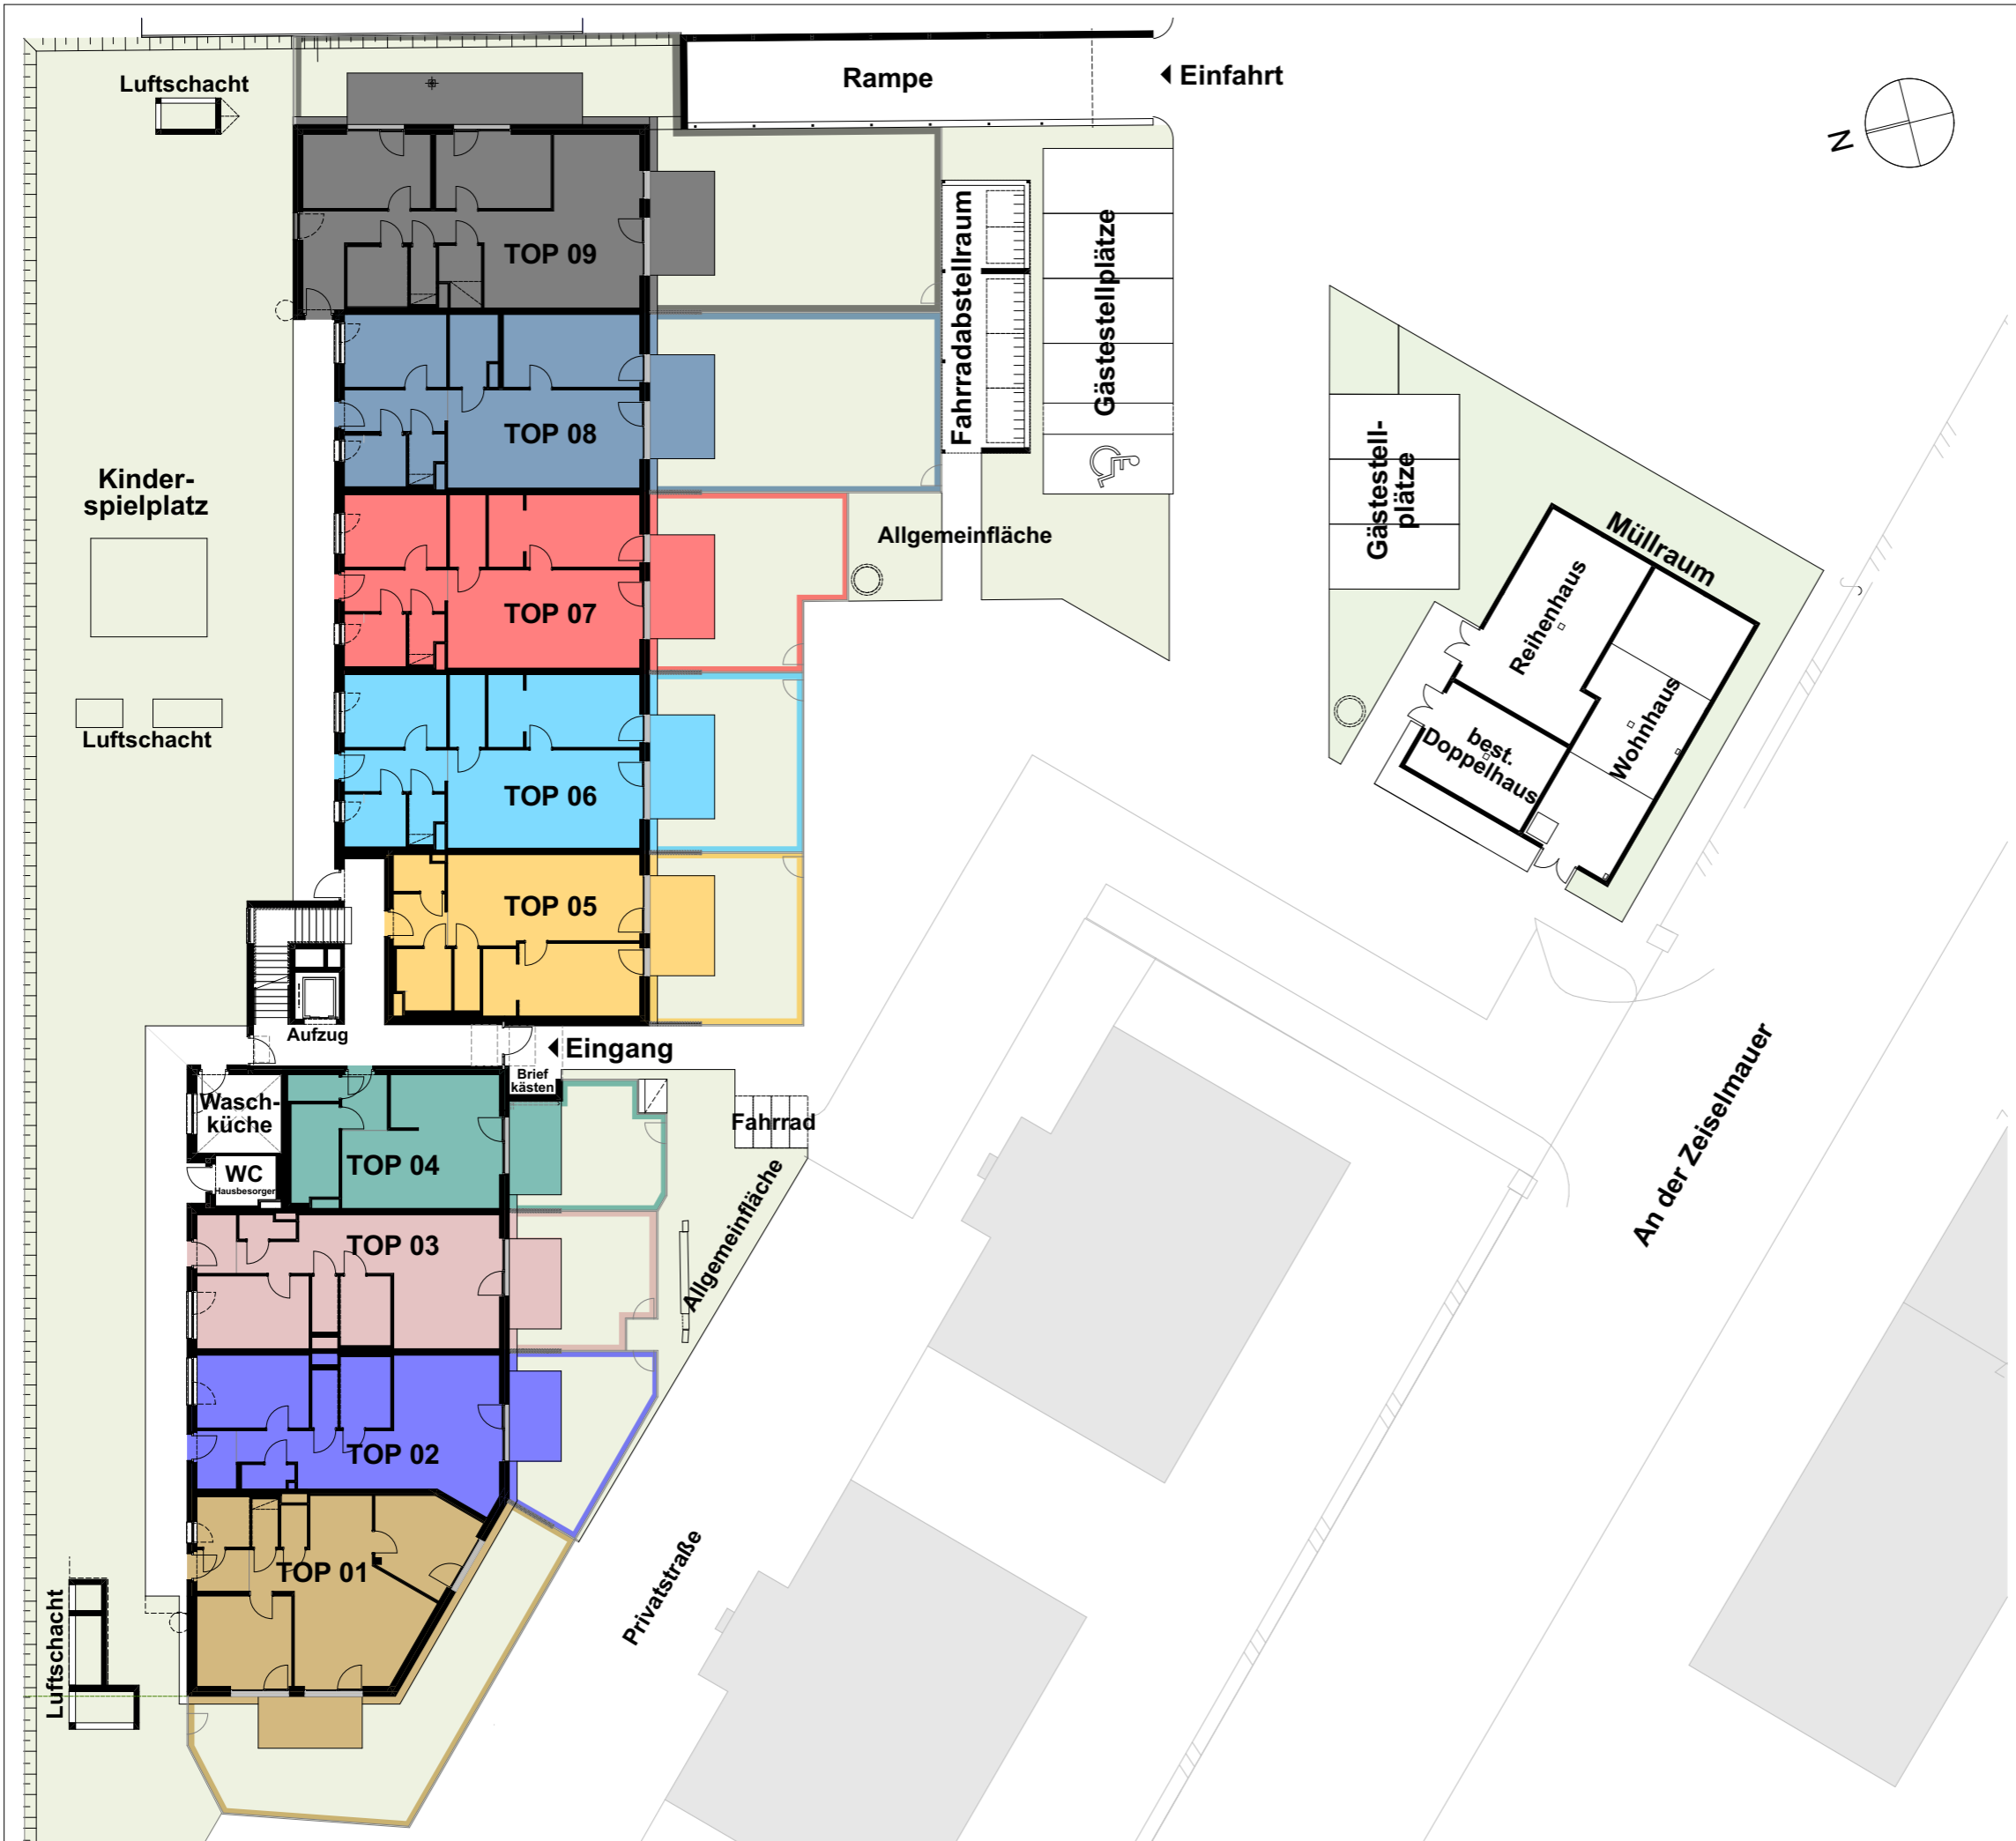 Luftschacht
Rampe
Einfahrt
N
TOP 09
Fahrradabstellraum
Gästestellplätze
TOP 08
Kinder-
spielplatz
Gästestell-
plätze
Allgemeinfläche
Müllraum
Reihenhaus
TOP 07
Wohnhaus
best.
Doppelhaus
Luftschacht
TOP 06
TOP 05
Aufzug
Eingang
Brief
kästen
Wasch-
küche
Fahrrad
TOP 04
WC
Hausbesorger
Allgemeinfläche
An der Zeiselmauer
TOP 03
TOP 02
TOP 01
Privatstraße
Luftschacht